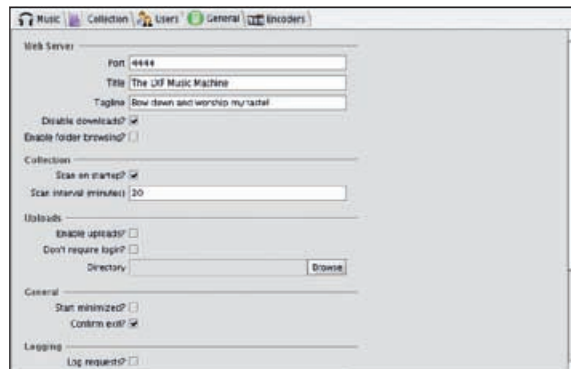 Music Collection Users General Encoders
Web Server
Port 4444
Title The LXF Music Machine
Tagline Bow down and worship my taste!
Disable downloads?
Enable folder browsing?
Collection
Scan on startup?
Scan interval (minutes) 20
Uploads
Enable uploads?
Don't require login?
Directory Browse
General
Start minimized?
Confirm exit?
Logging
Log requests?